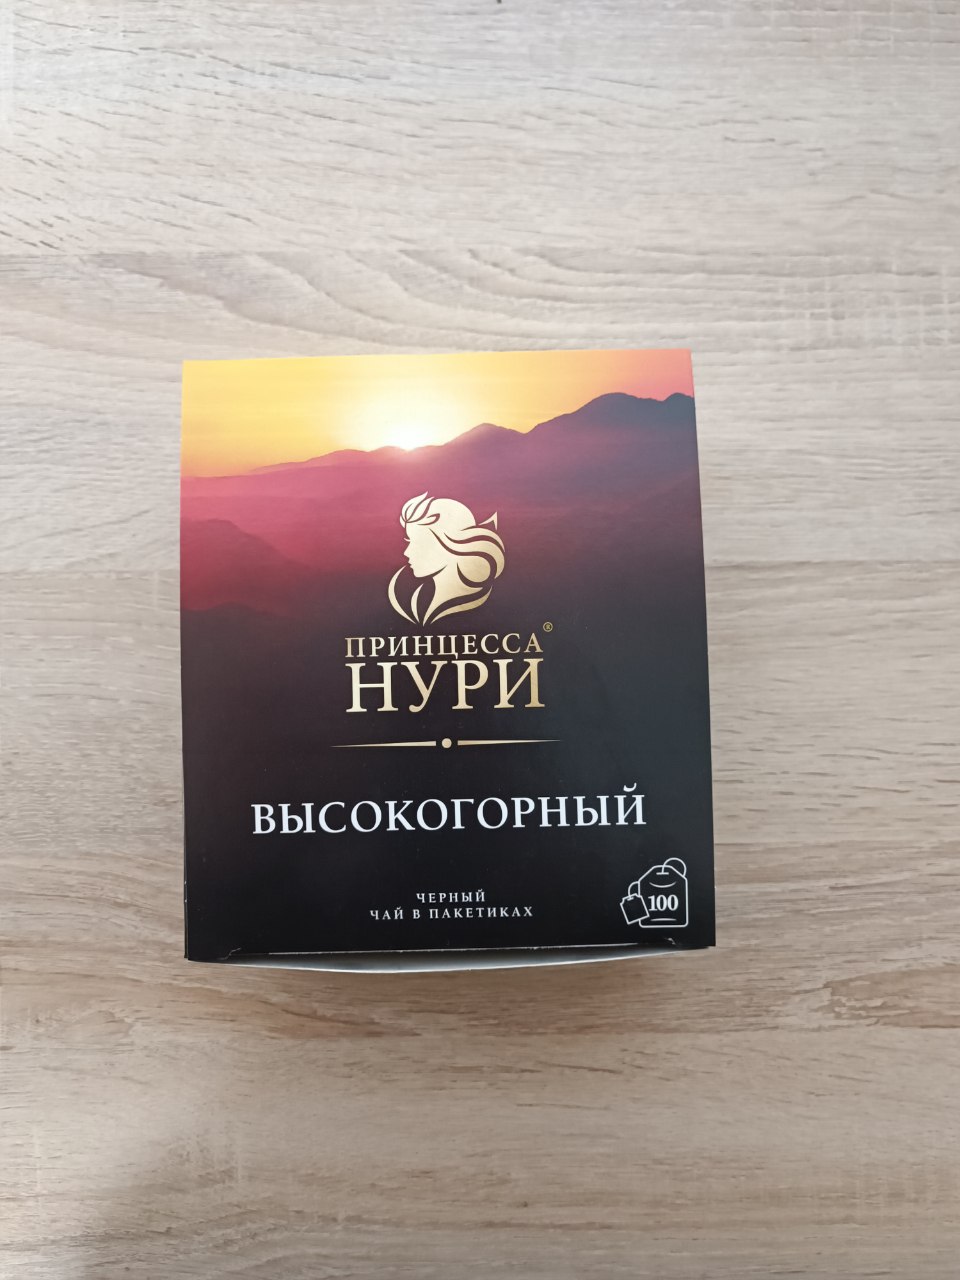 ПРИНЦЕССА®
НУРИ
ВЫСОКОГОРНЫЙ
ЧЕРНЫЙ
ЧАЙ В ПАКЕТИКАХ
100